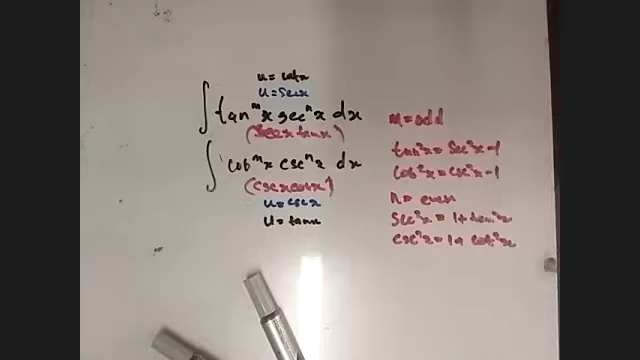 u = cotx
u = secx
∫ tan^m x sec^n x dx
(secx tanx)
∫ cot^m x csc^n x dx
(cscx cotx)
u = cscx
u = tanx
m = odd
tan²x = sec²x - 1
cot²x = csc²x - 1
n = even
sec²x = 1 + tan²x
csc²x = 1 + cot²x